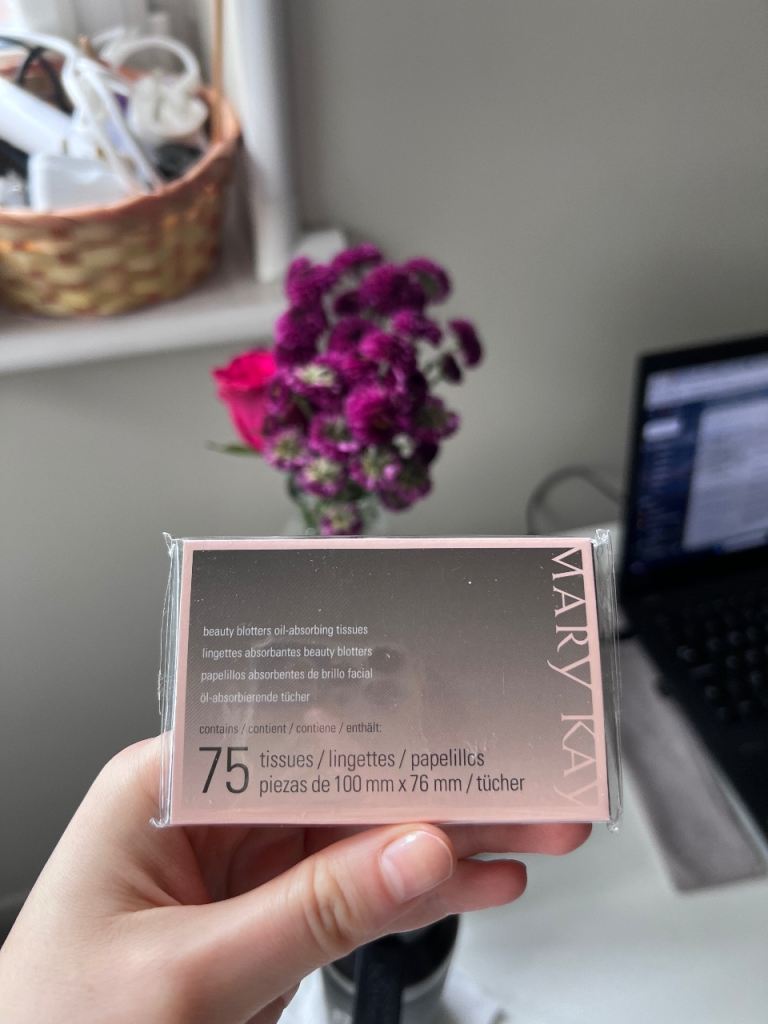 beauty blotters oil-absorbing tissues
lingettes absorbantes beauty blotters
papelillos absorbentes de brillo facial
öl-absorbierende tücher
contains / contient / contiene / enthält:
75 tissues / lingettes / papelillos
piezas de 100 mm x 76 mm / tücher
MARY KAY